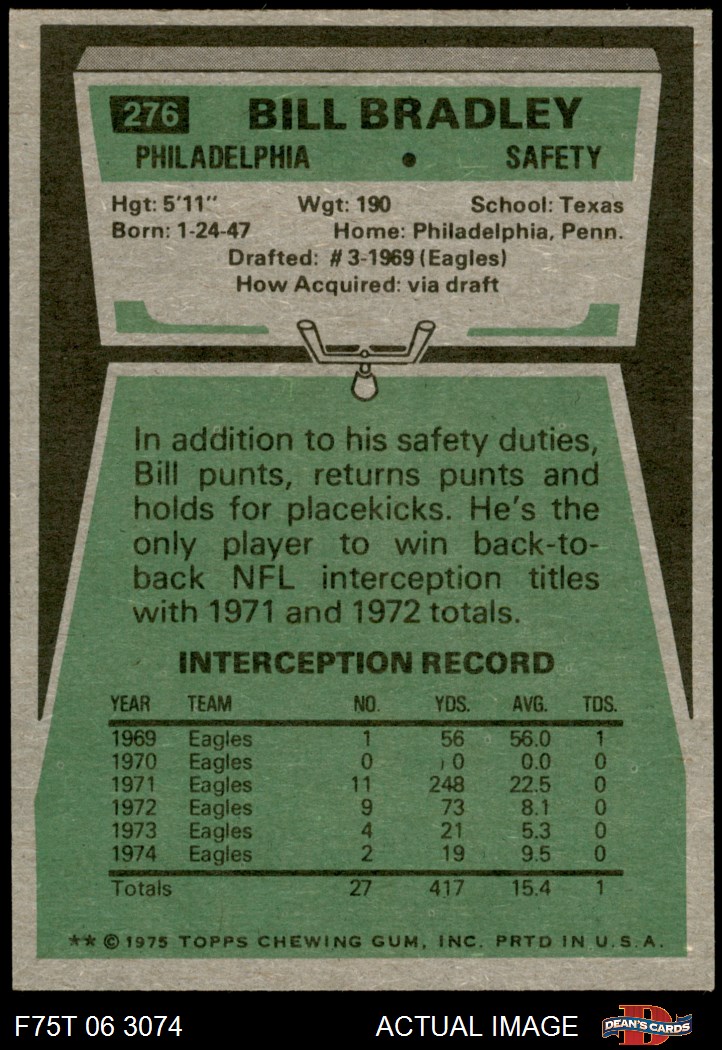 276 BILL BRADLEY
PHILADELPHIA • SAFETY
Hgt: 5'11" Wgt: 190 School: Texas
Born: 1-24-47 Home: Philadelphia, Penn.
Drafted: #3-1969 (Eagles)
How Acquired: via draft
In addition to his safety duties,
Bill punts, returns punts and
holds for placekicks. He's the
only player to win back-to-
back NFL interception titles
with 1971 and 1972 totals.
INTERCEPTION RECORD
YEAR TEAM NO. YDS. AVG. TDS.
1969 Eagles 1 56 56.0 1
1970 Eagles 0 0 0.0 0
1971 Eagles 11 248 22.5 0
1972 Eagles 9 73 8.1 0
1973 Eagles 4 21 5.3 0
1974 Eagles 2 19 9.5 0
Totals 27 417 15.4 1
** © 1975 TOPPS CHEWING GUM, INC. PRTD IN U.S.A.
F75T 06 3074 ACTUAL IMAGE D DEAN'S CARDS